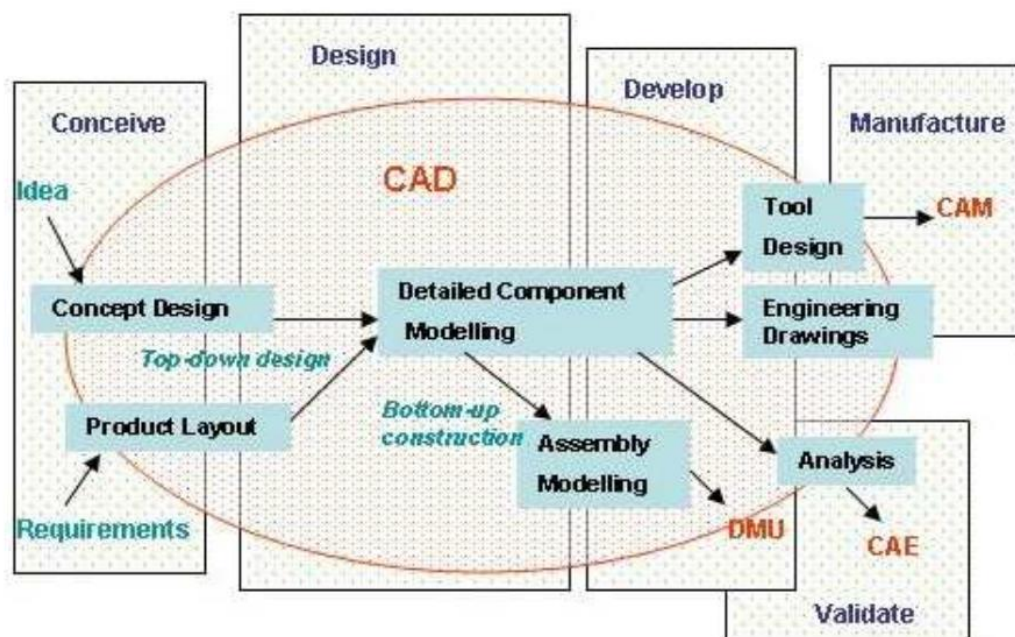 Design
Develop
Conceive
Manufacture
CAD
Idea
Tool
Design
CAM
Concept Design
Detailed Component
Modelling
Engineering
Drawings
Top-down design
Product Layout
Bottom-up
construction
Assembly
Modelling
Analysis
Requirements
DMU
CAE
Validate